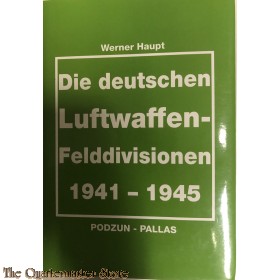 Werner Haupt
Die deutschen
Luftwaffen-
Felddivisionen
1941 – 1945
PODZUN - PALLAS
The Quartermaster Store